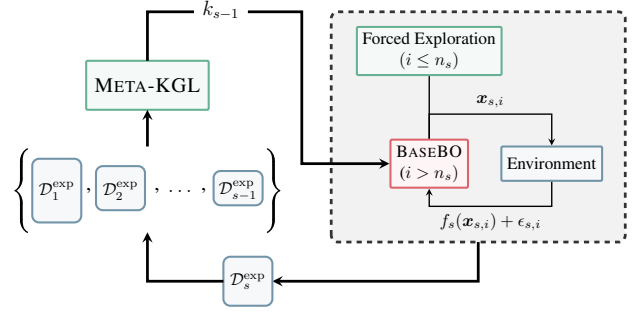 k_{s−1}
META-KGL
{ 𝒟_1^{exp} , 𝒟_2^{exp} , . . . , 𝒟_{s−1}^{exp} }
𝒟_s^{exp}
Forced Exploration
(i ≤ n_s)
x_{s,i}
BASEBO
(i > n_s)
Environment
f_s(x_{s,i}) + ϵ_{s,i}